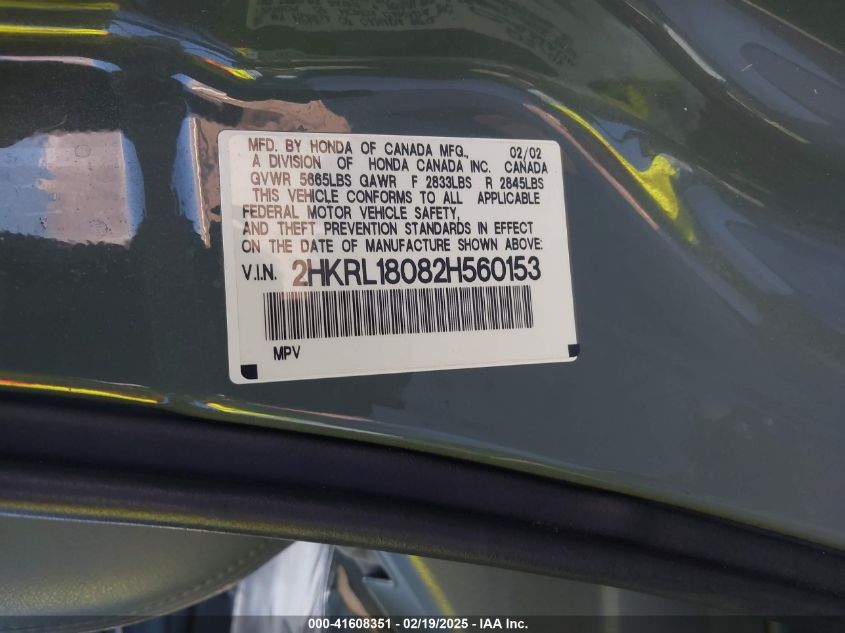 MFD. BY HONDA OF CANADA MFG., 02/02
A DIVISION OF HONDA CANADA INC. CANADA
GVWR 5665LBS GAWR F 2833LBS R 2845LBS
THIS VEHICLE CONFORMS TO ALL APPLICABLE
FEDERAL MOTOR VEHICLE SAFETY,
AND THEFT PREVENTION STANDARDS IN EFFECT
ON THE DATE OF MANUFACTURE SHOWN ABOVE:
V.I.N. 2HKRL18082H560153
MPV
000-41608351 / 02/19/2025 - IAA Inc.